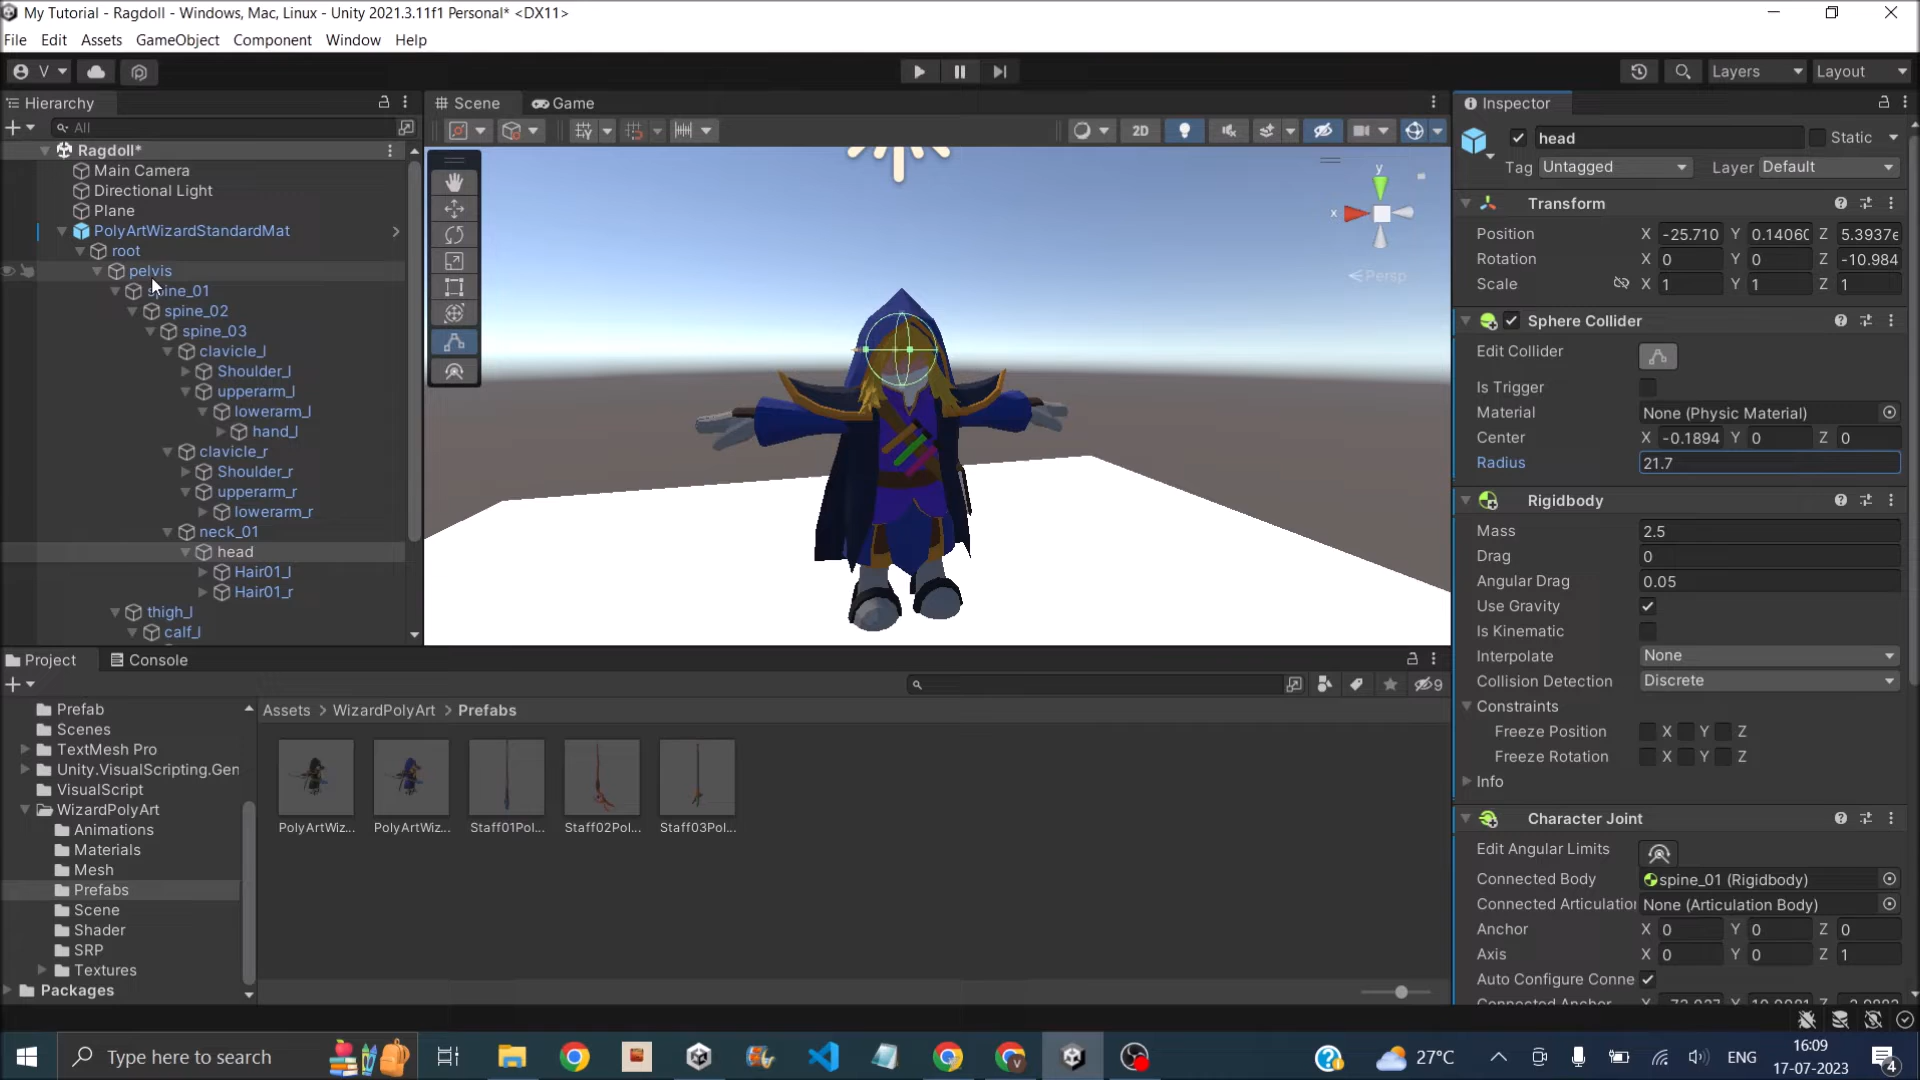 My Tutorial - Ragdoll - Windows, Mac, Linux - Unity 2021.3.11f1 Personal* <DX11>
File Edit Assets GameObject Component Window Help
V Layers Layout
Hierarchy
All
Ragdoll*
Main Camera
Directional Light
Plane
PolyArtWizardStandardMat
root
pelvis
spine_01
spine_02
spine_03
clavicle_l
Shoulder_l
upperarm_l
lowerarm_l
hand_l
clavicle_r
Shoulder_r
upperarm_r
lowerarm_r
neck_01
head
Hair01_l
Hair01_r
thigh_l
calf_l
Scene Game
2D
y
x
Persp
Inspector
head Static
Tag Untagged Layer Default
Transform
Position X -25.710 Y 0.1406( Z 5.3937e
Rotation X 0 Y 0 Z -10.984
Scale X 1 Y 1 Z 1
Sphere Collider
Edit Collider
Is Trigger
Material None (Physic Material)
Center X -0.1894 Y 0 Z 0
Radius 21.7
Rigidbody
Mass 2.5
Drag 0
Angular Drag 0.05
Use Gravity
Is Kinematic
Interpolate None
Collision Detection Discrete
Constraints
Freeze Position X Y Z
Freeze Rotation X Y Z
Info
Character Joint
Edit Angular Limits
Connected Body spine_01 (Rigidbody)
Connected Articulation None (Articulation Body)
Anchor X 0 Y 0 Z 0
Axis X 0 Y 0 Z 1
Auto Configure Conne
Project Console
9
Prefab
Scenes
TextMesh Pro
Unity.VisualScripting.Gen
VisualScript
WizardPolyArt
Animations
Materials
Mesh
Prefabs
Scene
Shader
SRP
Textures
Packages
Assets > WizardPolyArt > Prefabs
PolyArtWiz... PolyArtWiz... Staff01Pol... Staff02Pol... Staff03Pol...
Type here to search
27°C ENG
16:09
17-07-2023
4